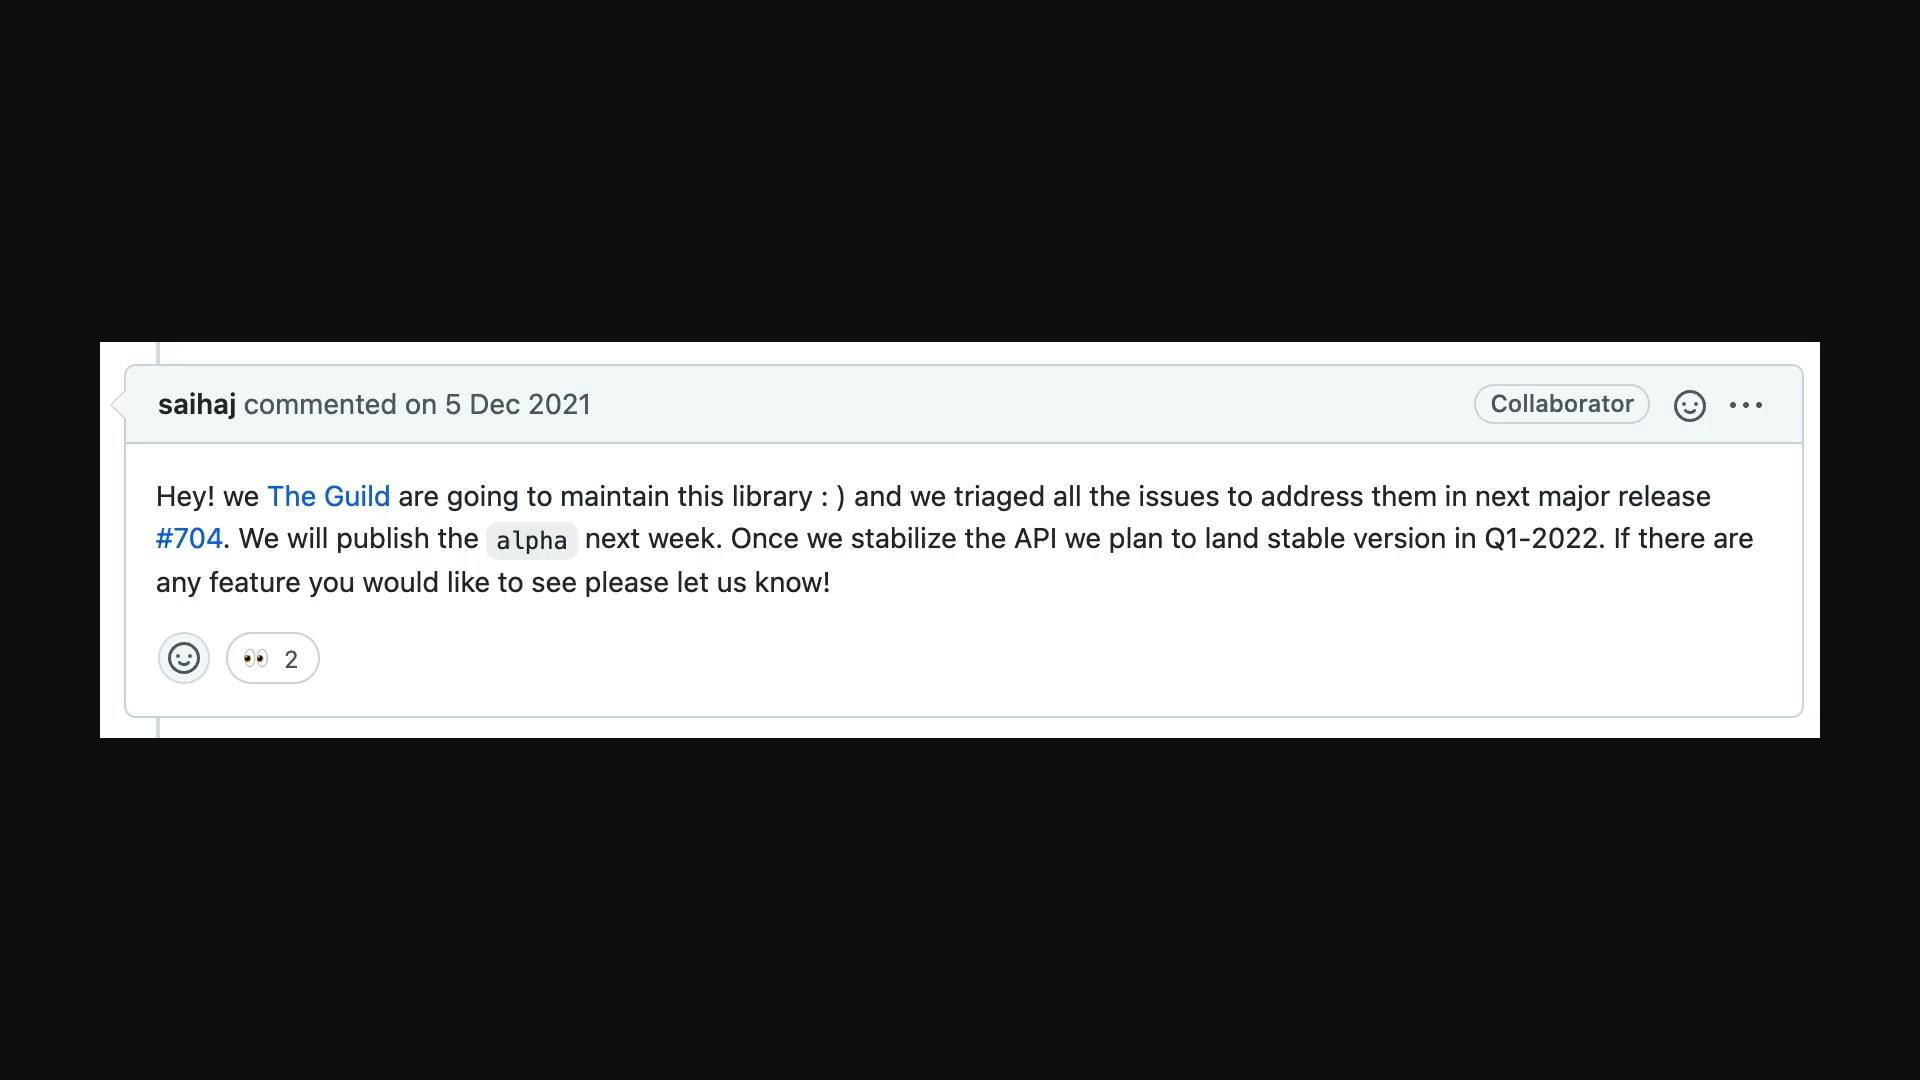 saihaj commented on 5 Dec 2021
Collaborator
Hey! we The Guild are going to maintain this library : ) and we triaged all the issues to address them in next major release
#704. We will publish the alpha next week. Once we stabilize the API we plan to land stable version in Q1-2022. If there are
any feature you would like to see please let us know!
👀 2